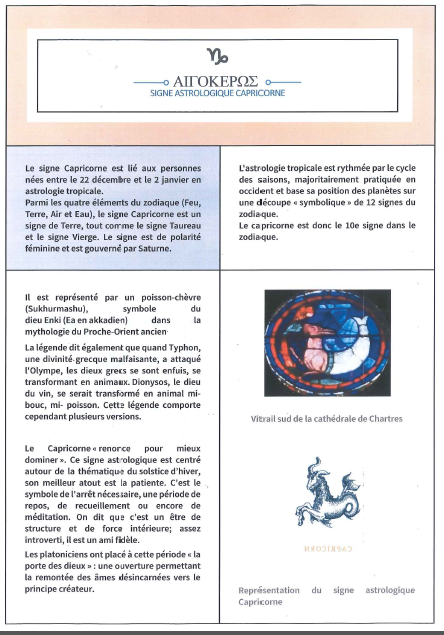 ♑
ΑΙΓΟΚΕΡΩΣ
SIGNE ASTROLOGIQUE CAPRICORNE
Le signe Capricorne est lié aux personnes
nées entre le 22 décembre et le 2 janvier en
astrologie tropicale.
Parmi les quatre éléments du zodiaque (Feu,
Terre, Air et Eau), le signe Capricorne est un
signe de Terre, tout comme le signe Taureau
et le signe Vierge. Le signe est de polarité
féminine et est gouverné par Saturne.
L'astrologie tropicale est rythmée par le cycle
des saisons, majoritairement pratiquée en
occident et base sa position des planètes sur
une découpe « symbolique » de 12 signes du
zodiaque.
Le capricorne est donc le 10e signe dans le
zodiaque.
Il est représenté par un poisson-chèvre
(Sukhurmashu), symbole du
dieu Enki (Ea en akkadien) dans la
mythologie du Proche-Orient ancien
La légende dit également que quand Typhon,
une divinité grecque malfaisante, a attaqué
l'Olympe, les dieux grecs se sont enfuis, se
transformant en animaux. Dionysos, le dieu
du vin, se serait transformé en animal mi-
bouc, mi- poisson. Cette légende comporte
cependant plusieurs versions.
Le Capricorne « renonce pour mieux
dominer ». Ce signe astrologique est centré
autour de la thématique du solstice d'hiver,
son meilleur atout est la patiente. C'est le
symbole de l'arrêt nécessaire, une période de
repos, de recueillement ou encore de
méditation. On dit que c'est un être de
structure et de force intérieure; assez
introverti, il est un ami fidèle.
Les platoniciens ont placé à cette période « la
porte des dieux » : une ouverture permettant
la remontée des âmes désincarnées vers le
principe créateur.
Vitrail sud de la cathédrale de Chartres
CAPRICORN
Représentation du signe astrologique
Capricorne